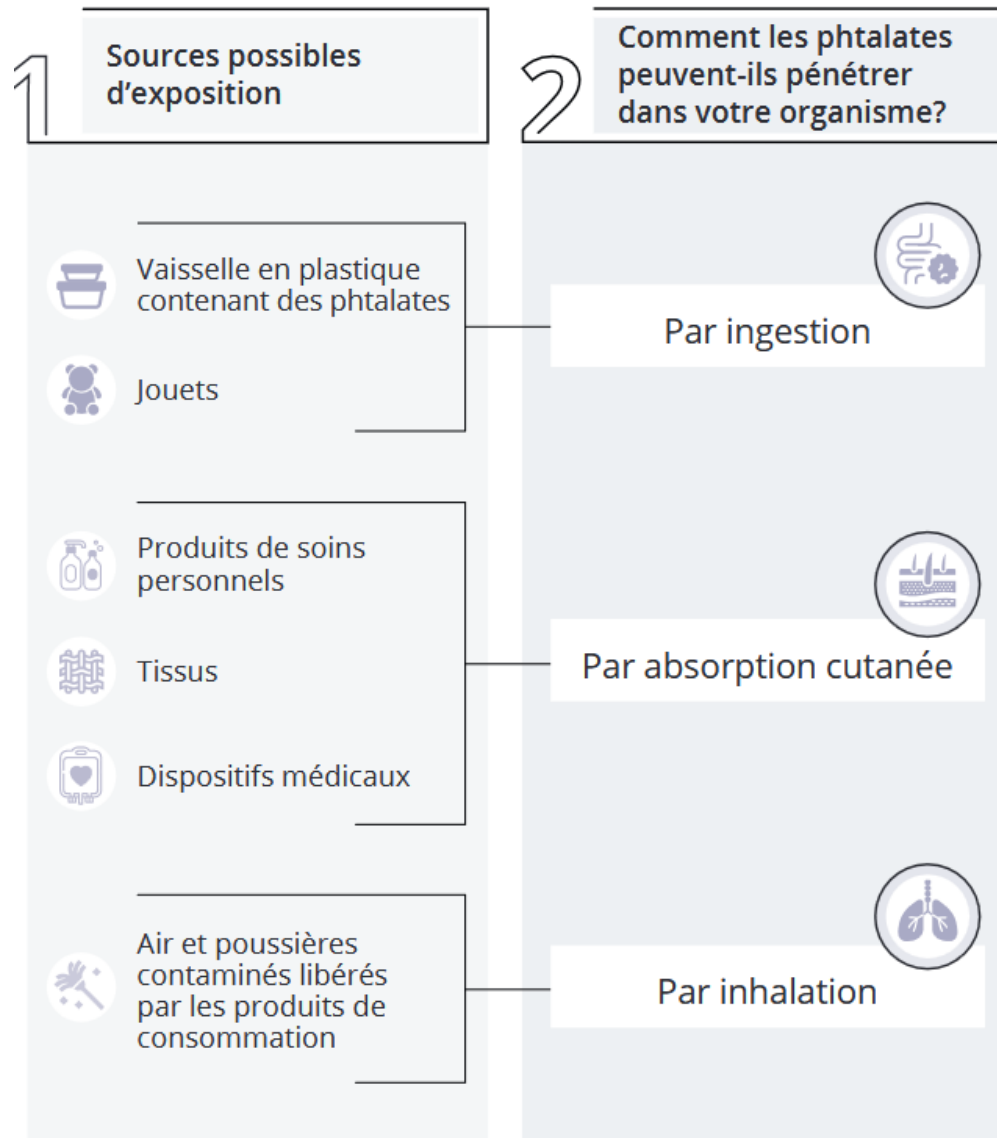 1
Sources possibles
d’exposition
Vaisselle en plastique
contenant des phtalates
Jouets
Produits de soins
personnels
Tissus
Dispositifs médicaux
Air et poussières
contaminés libérés
par les produits de
consommation
2
Comment les phtalates
peuvent-ils pénétrer
dans votre organisme?
Par ingestion
Par absorption cutanée
Par inhalation